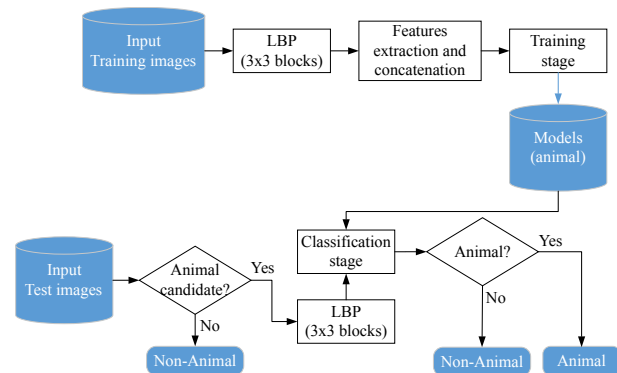 Input
Training images
LBP
(3x3 blocks)
Features
extraction and
concatenation
Training
stage
Models
(animal)
Input
Test images
Animal
candidate?
Yes
No
Non-Animal
LBP
(3x3 blocks)
Classification
stage
Animal?
Yes
No
Non-Animal
Animal